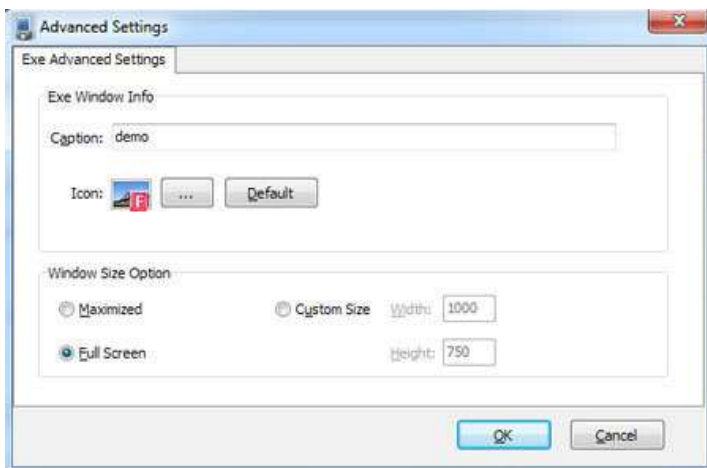 Advanced Settings
Exe Advanced Settings
Exe Window Info
Caption: demo
Icon: F ... Default
Window Size Option
Maximized Custom Size Width: 1000
Full Screen Height: 750
OK Cancel